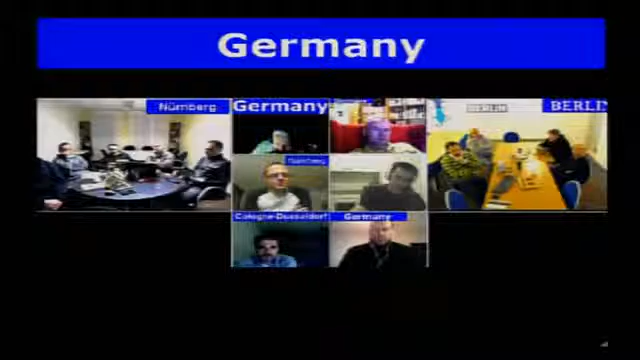 Germany
Nürnberg
Germany
BERLIN
BERLIN
Nürnberg
Cologne-Duesseldorf
Germany